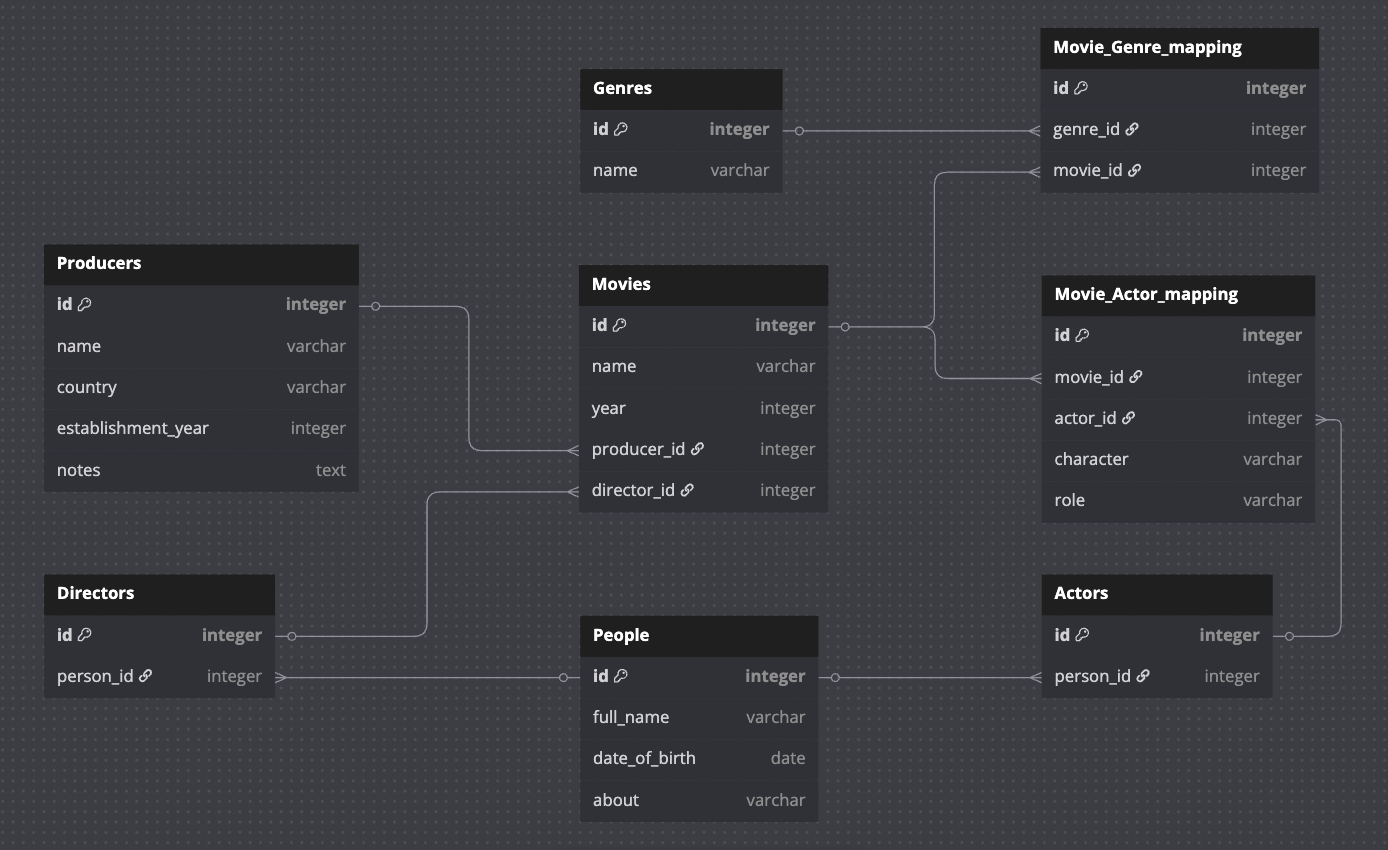 Movie_Genre_mapping
id integer
genre_id integer
movie_id integer
Genres
id integer
name varchar
Producers
id integer
name varchar
country varchar
establishment_year integer
notes text
Movies
id integer
name varchar
year integer
producer_id integer
director_id integer
Movie_Actor_mapping
id integer
movie_id integer
actor_id integer
character varchar
role varchar
Directors
id integer
person_id integer
People
id integer
full_name varchar
date_of_birth date
about varchar
Actors
id integer
person_id integer